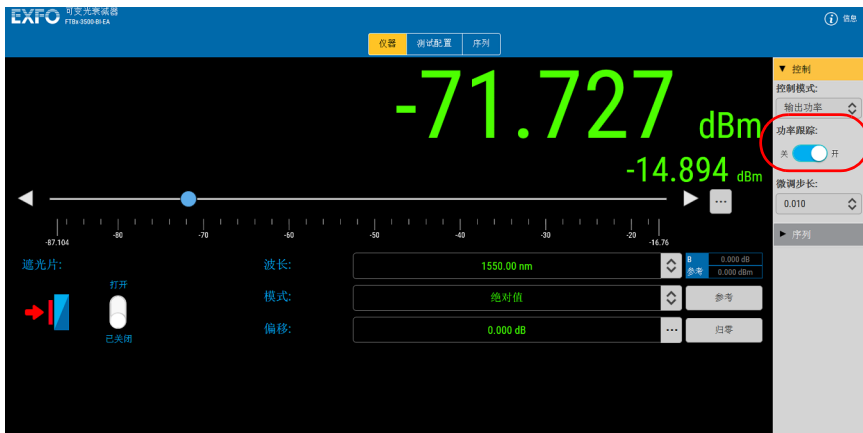 EXFO 可变光衰减器
FTBx-3500-BI-EA
信息
仪器 测试配置 序列
-71.727 dBm
-14.894 dBm
-87.104 -80 -70 -60 -50 -40 -30 -20 -16.76
遮光片:
打开
已关闭
波长: 1550.00 nm
B 0.000 dB
参考 0.000 dBm
模式: 绝对值
参考
偏移: 0.000 dB
归零
▼ 控制
控制模式:
输出功率
功率跟踪:
关 开
微调步长:
0.010
▶ 序列